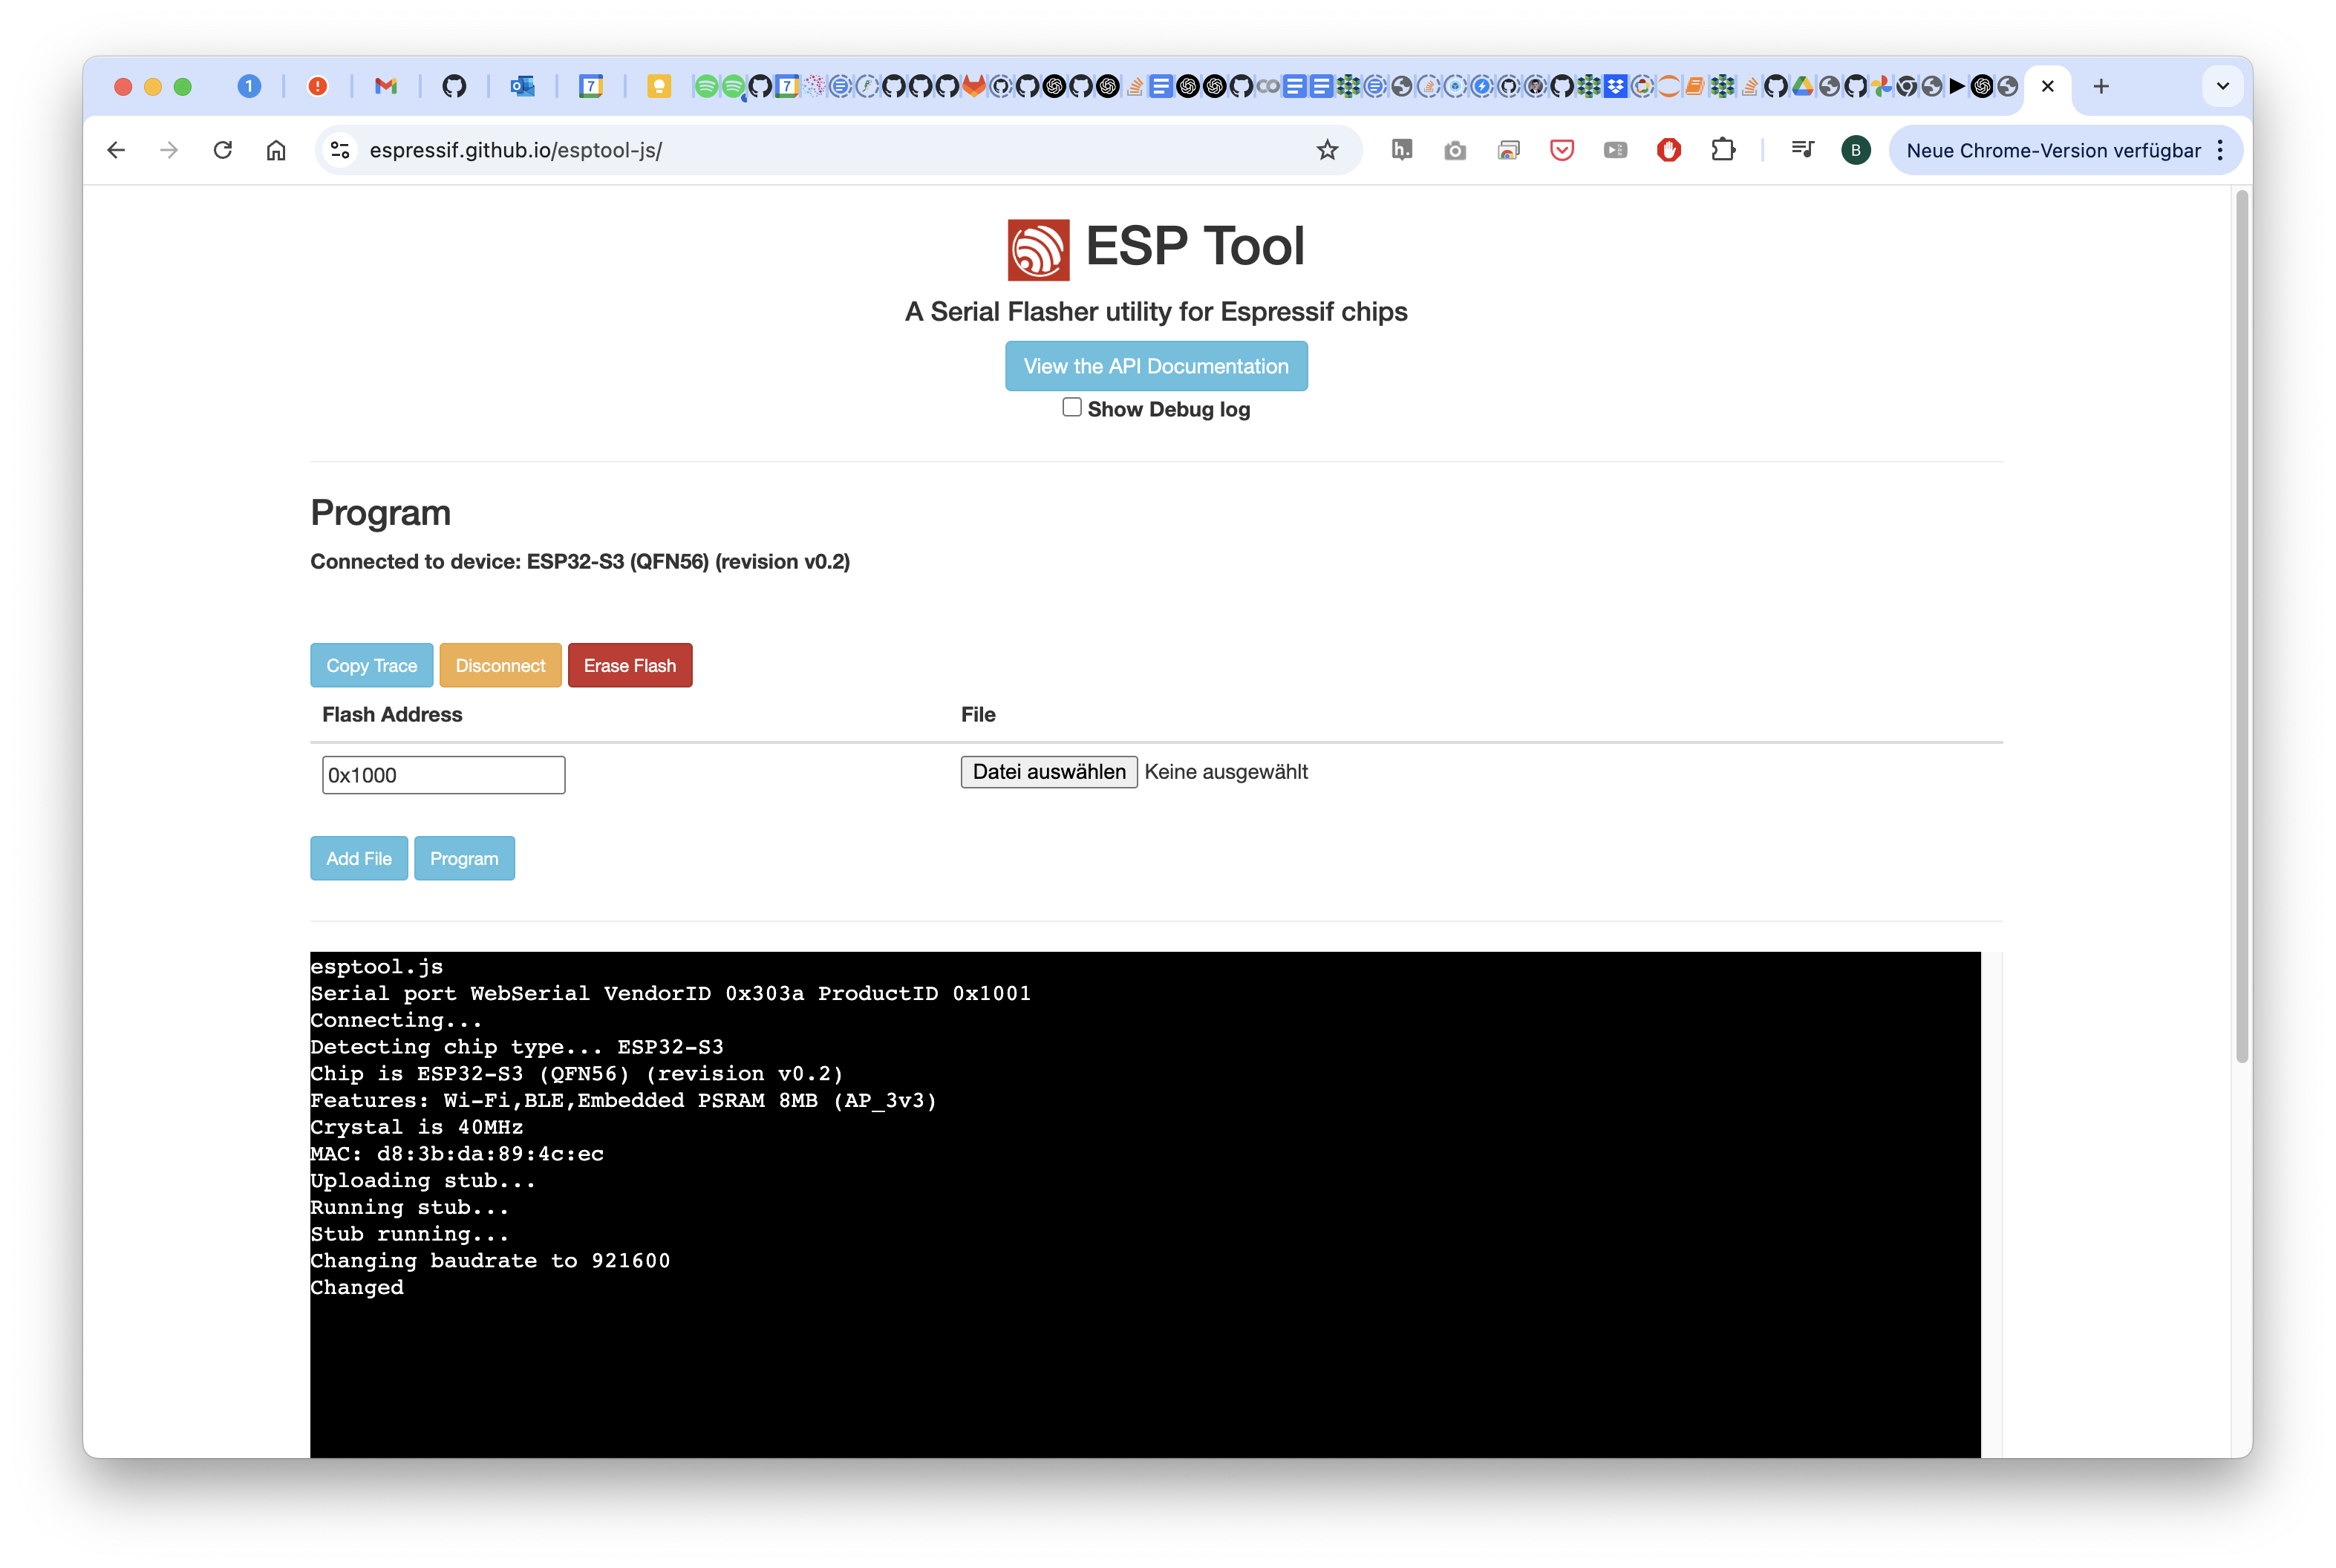 espressif.github.io/esptool-js/
B
Neue Chrome-Version verfügbar
ESP Tool
A Serial Flasher utility for Espressif chips
View the API Documentation
Show Debug log
Program
Connected to device: ESP32-S3 (QFN56) (revision v0.2)
Copy Trace Disconnect Erase Flash
Flash Address File
0x1000 Datei auswählen Keine ausgewählt
Add File Program
esptool.js
Serial port WebSerial VendorID 0x303a ProductID 0x1001
Connecting...
Detecting chip type... ESP32-S3
Chip is ESP32-S3 (QFN56) (revision v0.2)
Features: Wi-Fi,BLE,Embedded PSRAM 8MB (AP_3v3)
Crystal is 40MHz
MAC: d8:3b:da:89:4c:ec
Uploading stub...
Running stub...
Stub running...
Changing baudrate to 921600
Changed